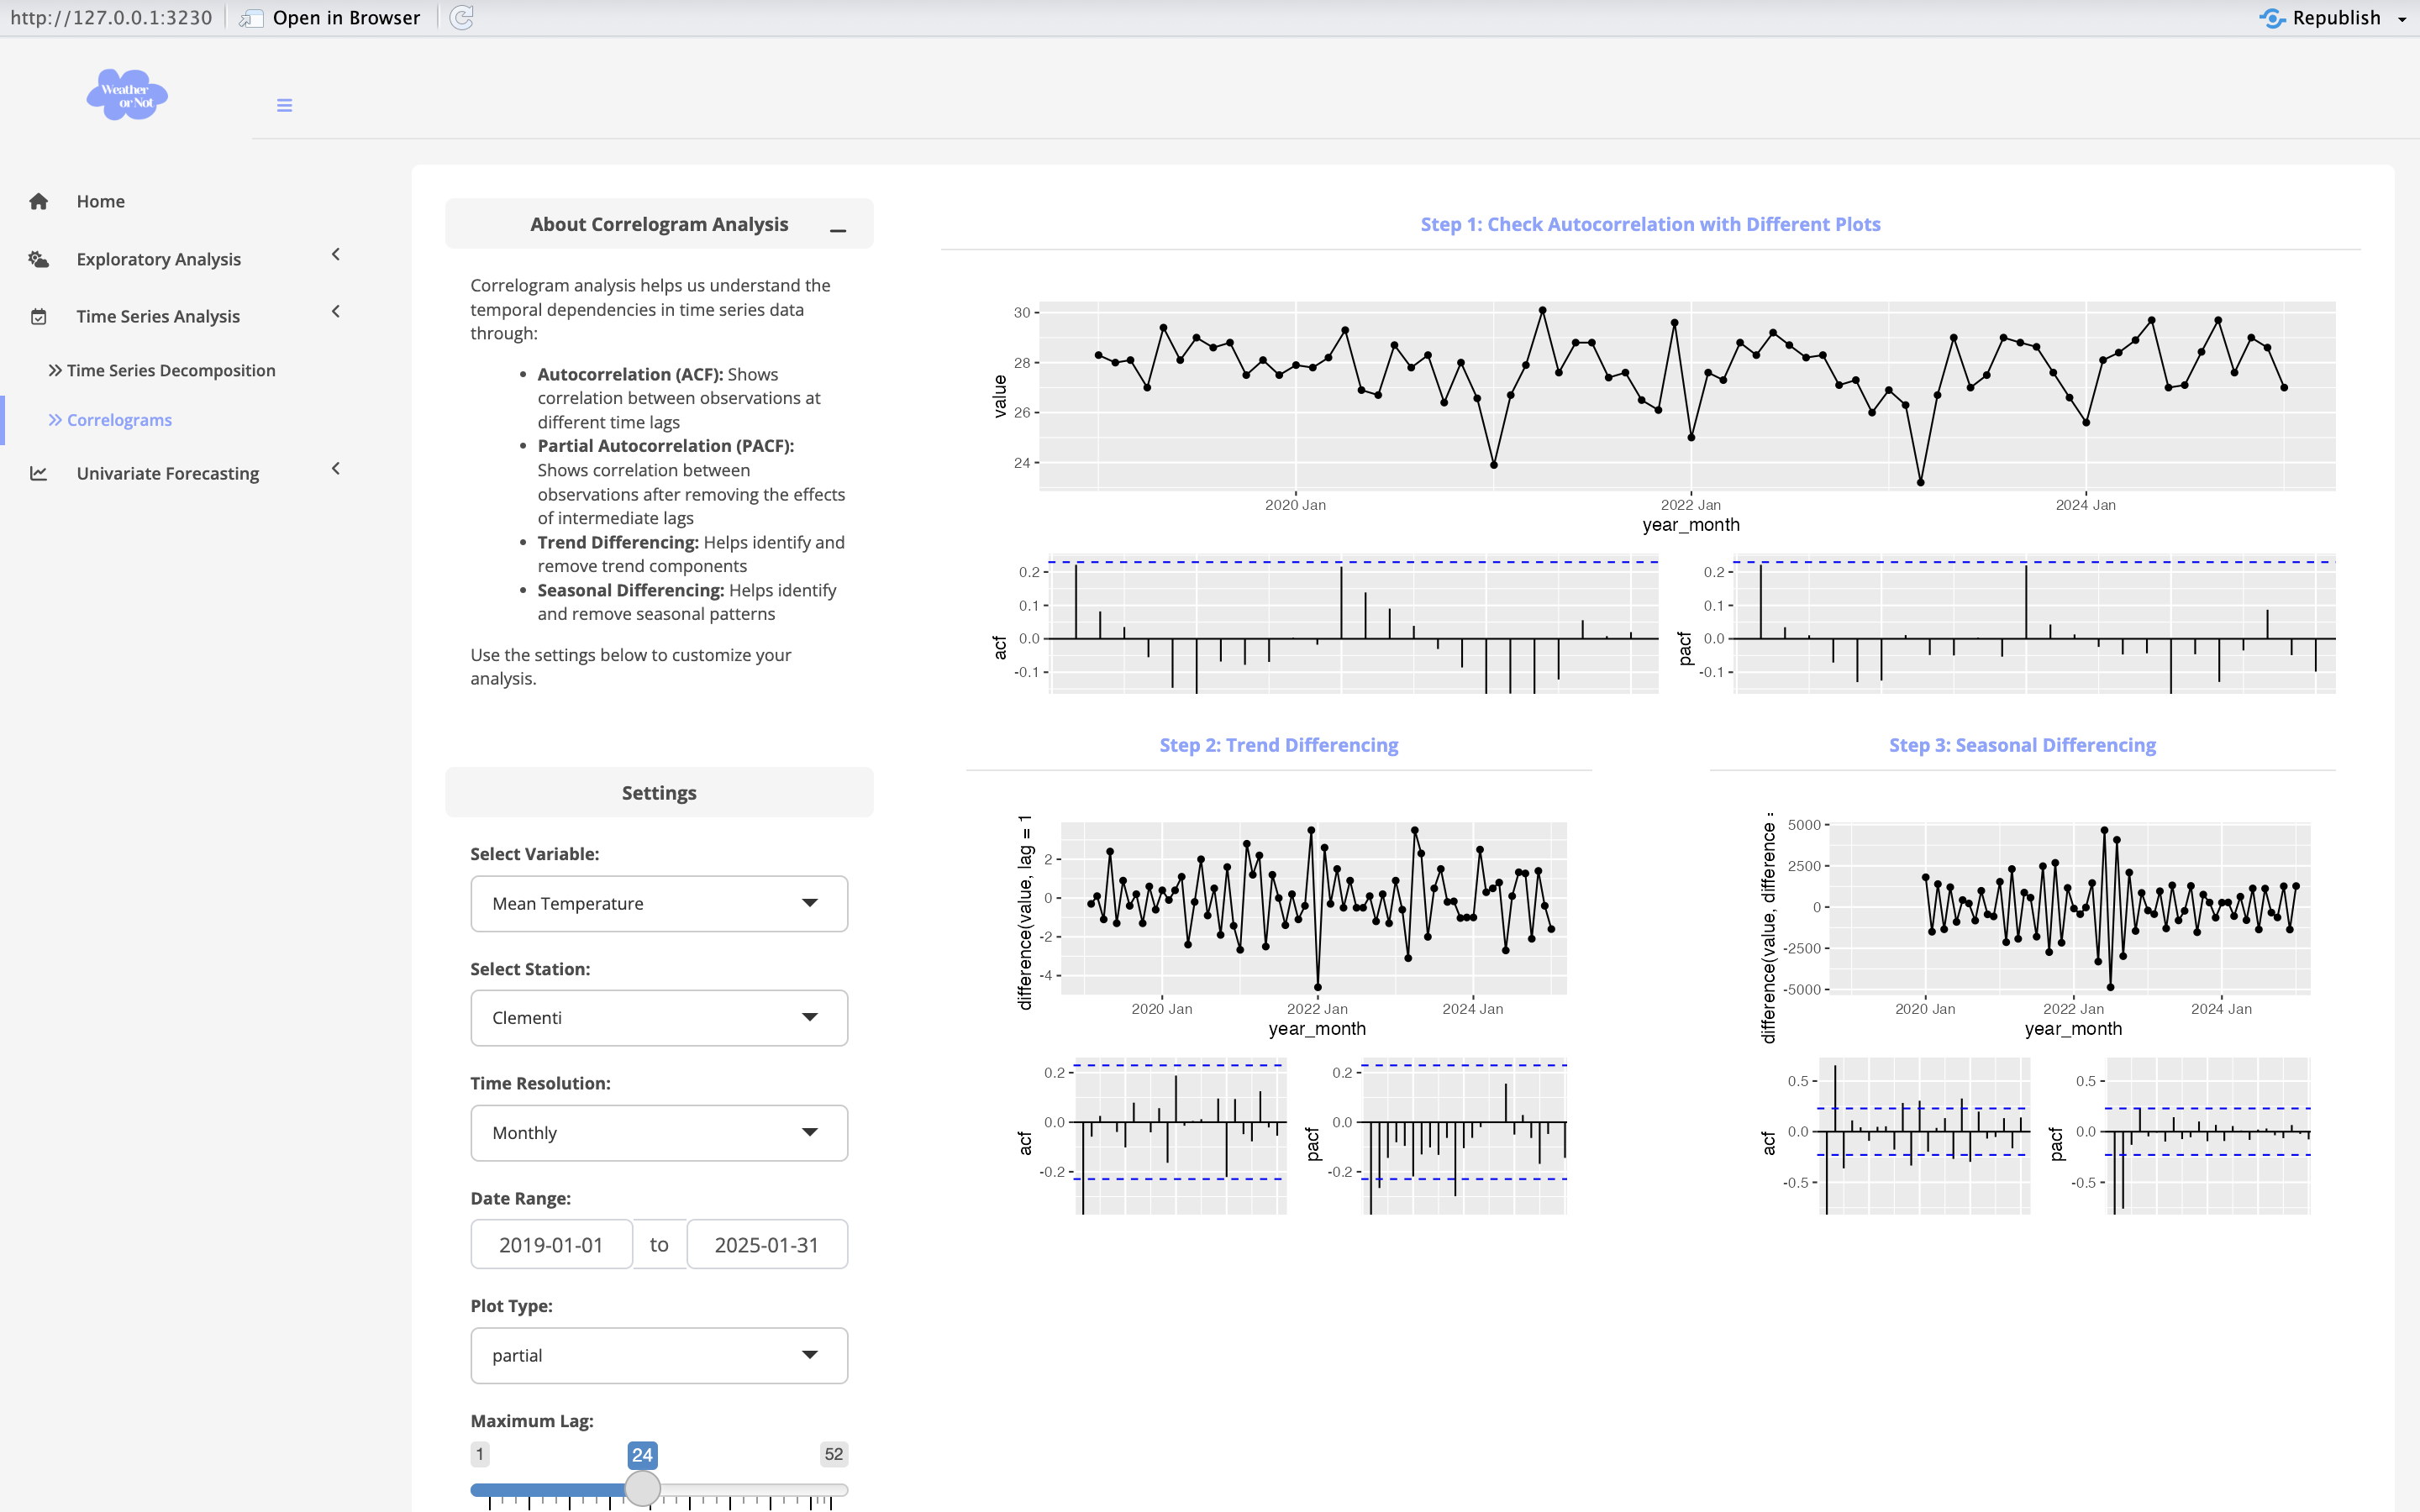 http://127.0.0.1:3230
Open in Browser
Republish
Weather
or Not
Home
Exploratory Analysis
Time Series Analysis
Time Series Decomposition
Correlograms
Univariate Forecasting
About Correlogram Analysis
Correlogram analysis helps us understand the
temporal dependencies in time series data
through:
• Autocorrelation (ACF): Shows
correlation between observations at
different time lags
• Partial Autocorrelation (PACF):
Shows correlation between
observations after removing the effects
of intermediate lags
• Trend Differencing: Helps identify and
remove trend components
• Seasonal Differencing: Helps identify
and remove seasonal patterns
Use the settings below to customize your
analysis.
Settings
Select Variable:
Mean Temperature
Select Station:
Clementi
Time Resolution:
Monthly
Date Range:
2019-01-01 to 2025-01-31
Plot Type:
partial
Maximum Lag:
1 24 52
Step 1: Check Autocorrelation with Different Plots
value
30
28
26
24
2020 Jan 2022 Jan 2024 Jan
year_month
acf
0.2
0.1
0.0
-0.1
pacf
0.2
0.1
0.0
-0.1
Step 2: Trend Differencing
difference(value, lag = 1
2
0
-2
-4
2020 Jan 2022 Jan 2024 Jan
year_month
acf
0.2
0.0
-0.2
pacf
0.2
0.0
-0.2
Step 3: Seasonal Differencing
difference(value, difference
5000
2500
0
-2500
-5000
2020 Jan 2022 Jan 2024 Jan
year_month
acf
0.5
0.0
-0.5
pacf
0.5
0.0
-0.5